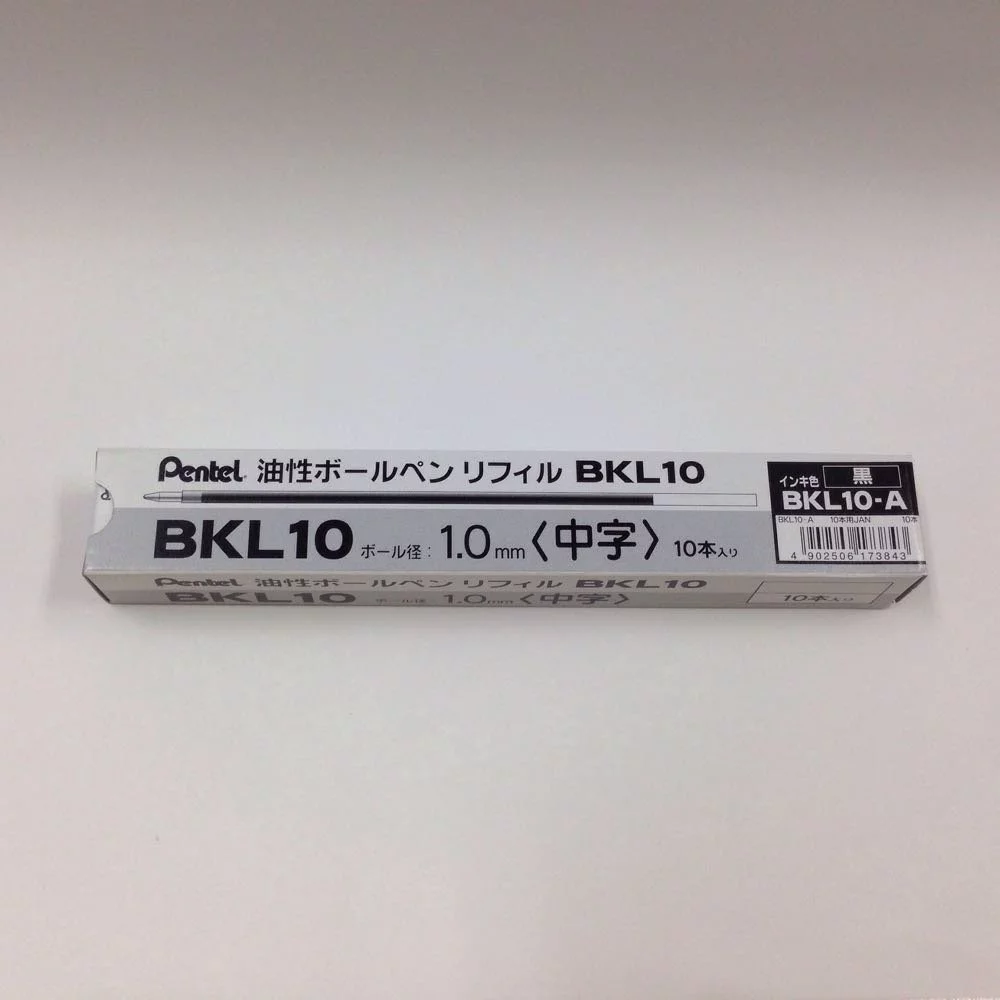 Pentel 油性ボールペン リフィル BKL10
BKL10 ボール径: 1.0mm〈中字〉 10本入り
インキ色 黒
BKL10-A
BKL10-A 10本用JAN 10本
4 902506 173843
Pentel 油性ボールペン リフィル BKL10
BKL10 ボール径 1.0mm〈中字〉 10本入り